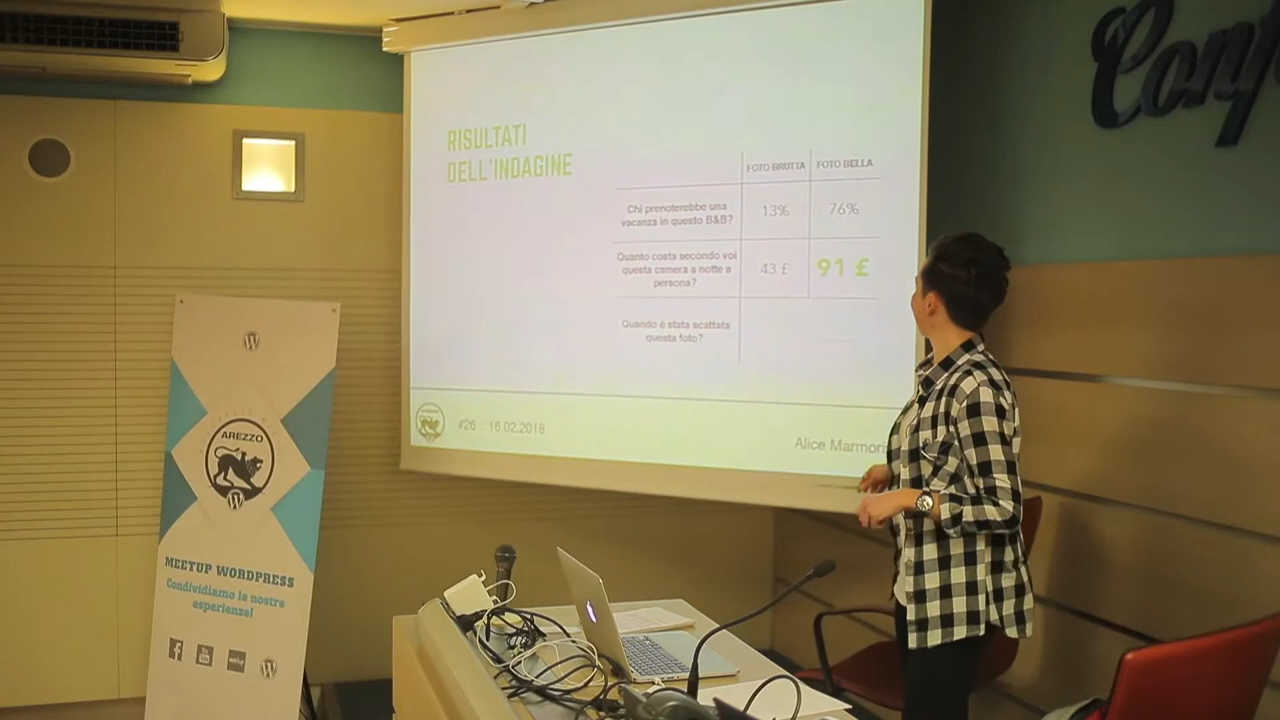 Conf
RISULTATI
DELL'INDAGINE
FOTO BRUTTA
FOTO BELLA
Chi prenoterebbe una
vacanza in questo B&B?
13%
76%
Quanto costa secondo voi
questa camera a notte a
persona?
43 £
91 £
Quando è stata scattata
questa foto?
#26 :: 16.02.2016
Alice Marmor
AREZZO
MEETUP WORDPRESS
Condividiamo le nostre
esperienze!